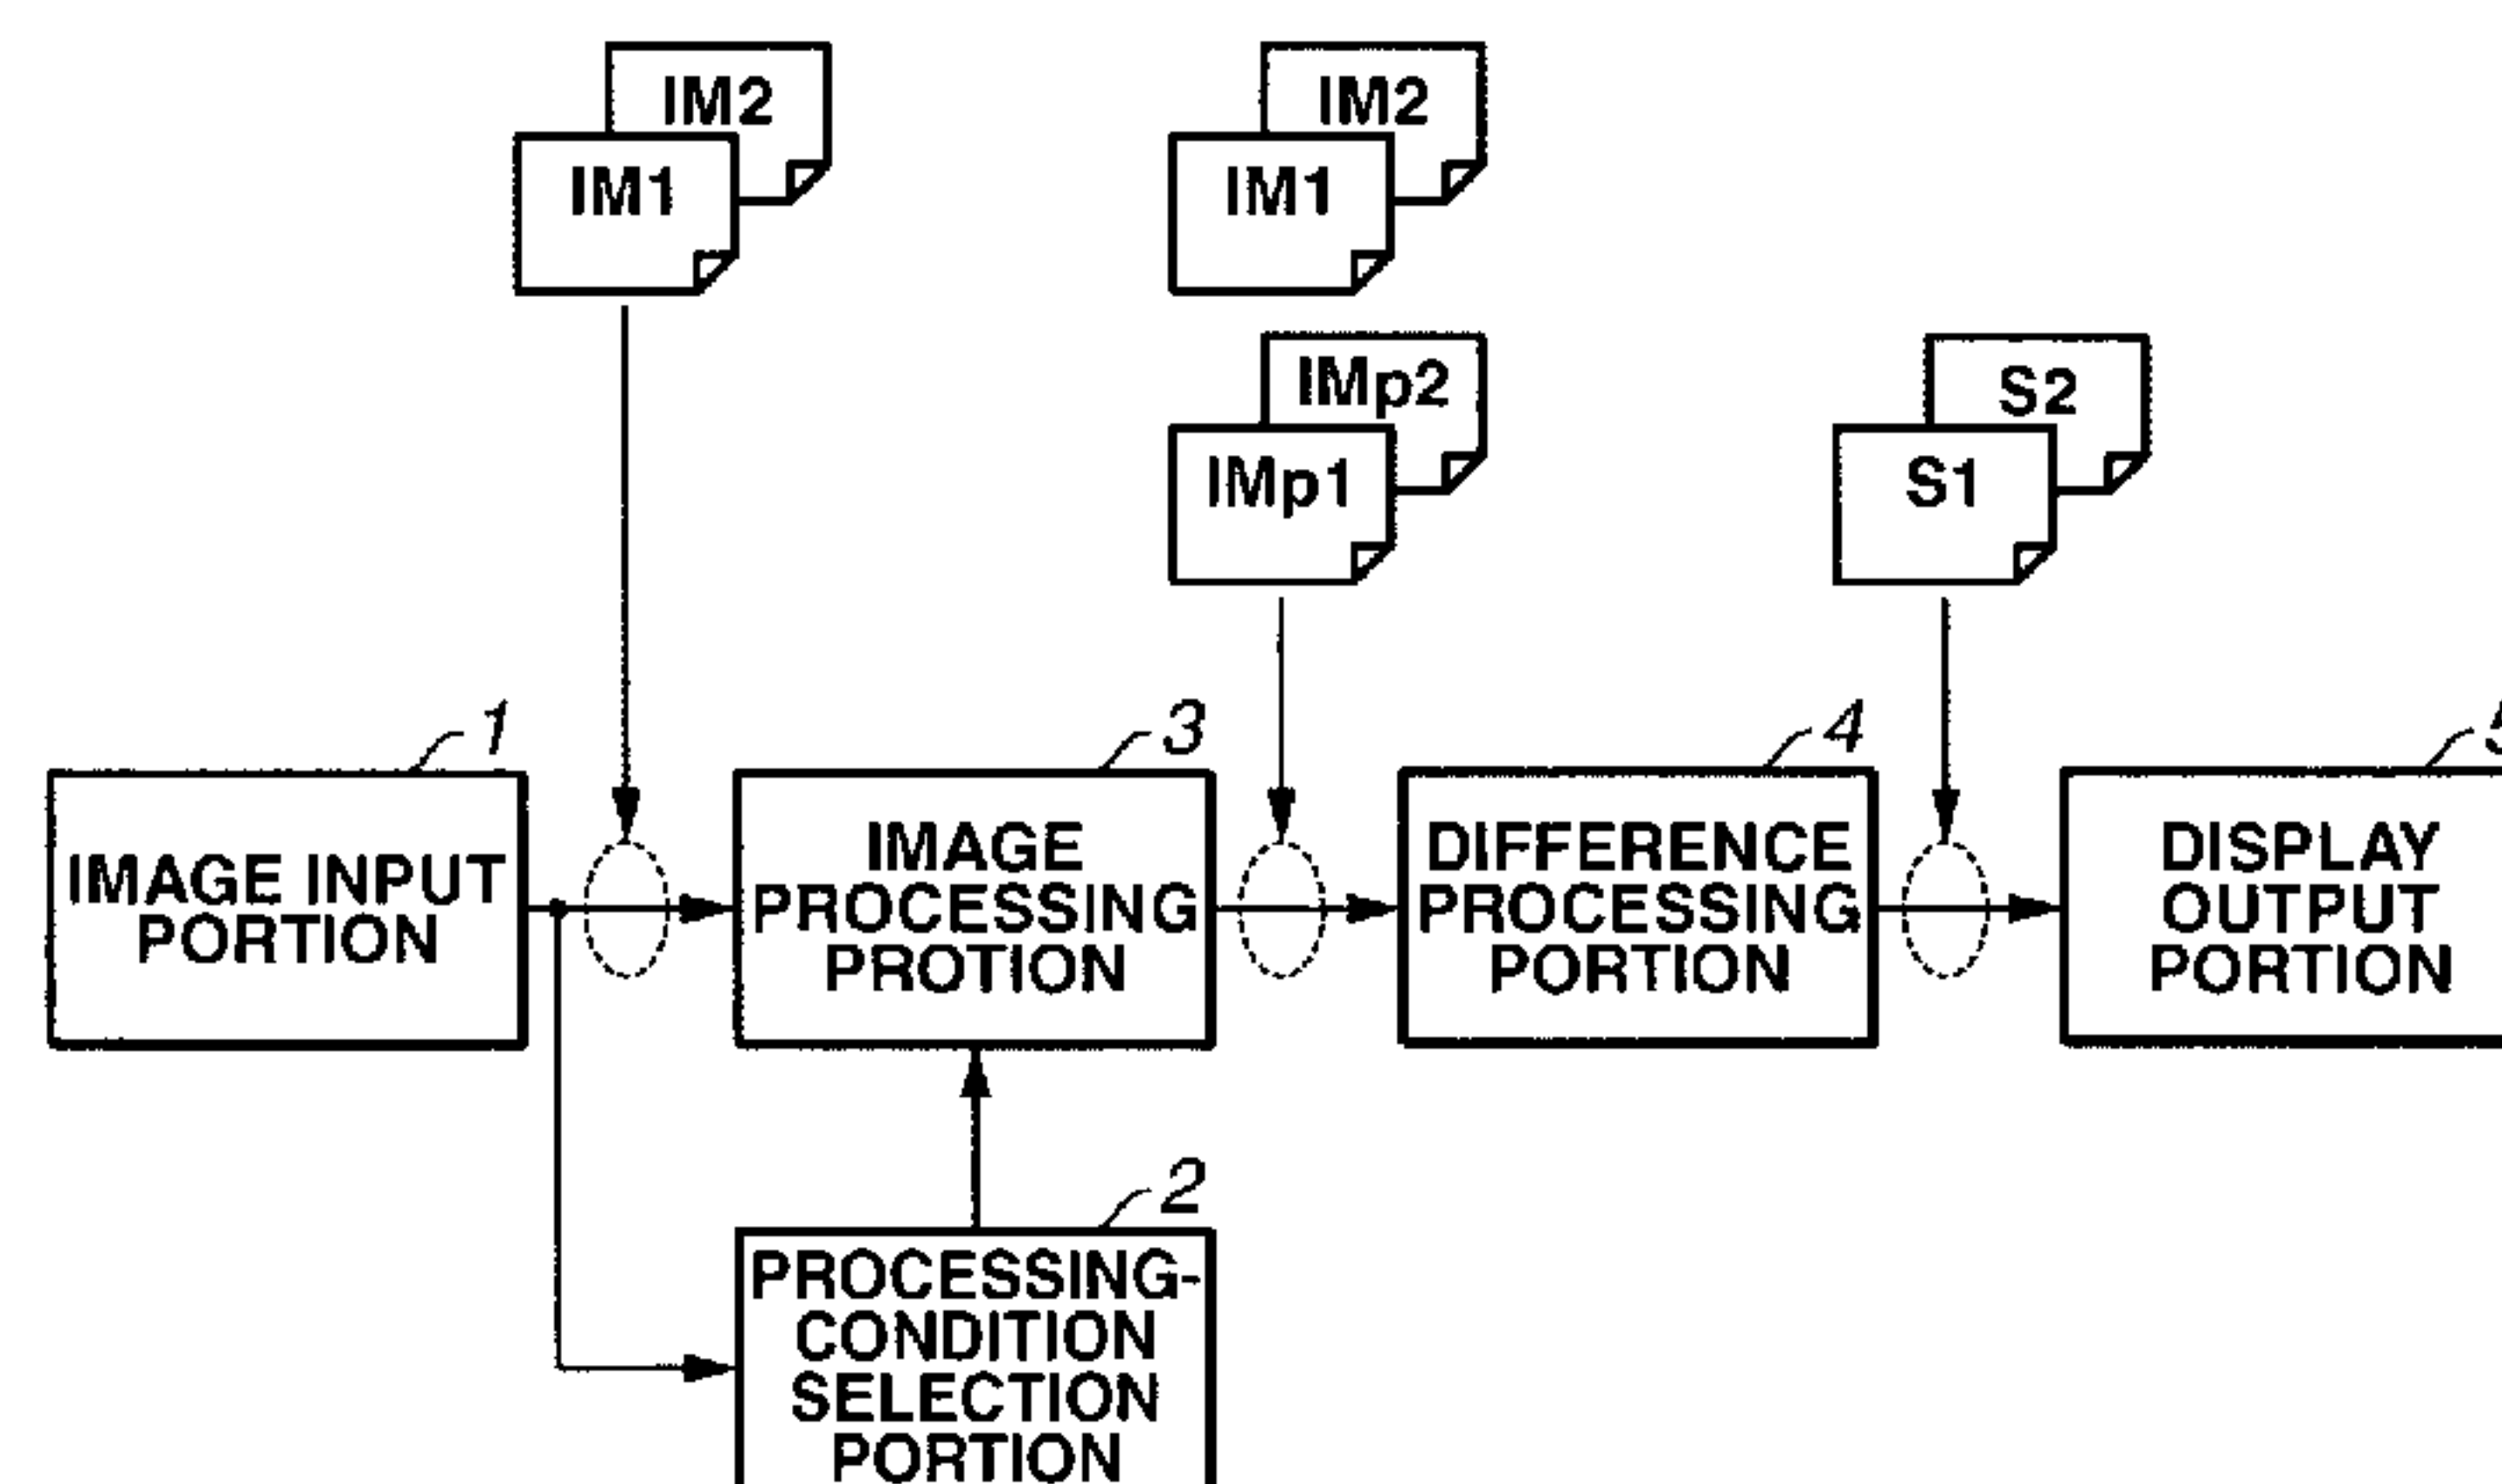 IM2
IM1
IM2
IM1
IMp2
IMp1
S2
S1
1
3
4
IMAGE INPUT
PORTION
IMAGE
PROCESSING
PROTION
DIFFERENCE
PROCESSING
PORTION
DISPLAY
OUTPUT
PORTION
2
PROCESSING-
CONDITION
SELECTION
PORTION